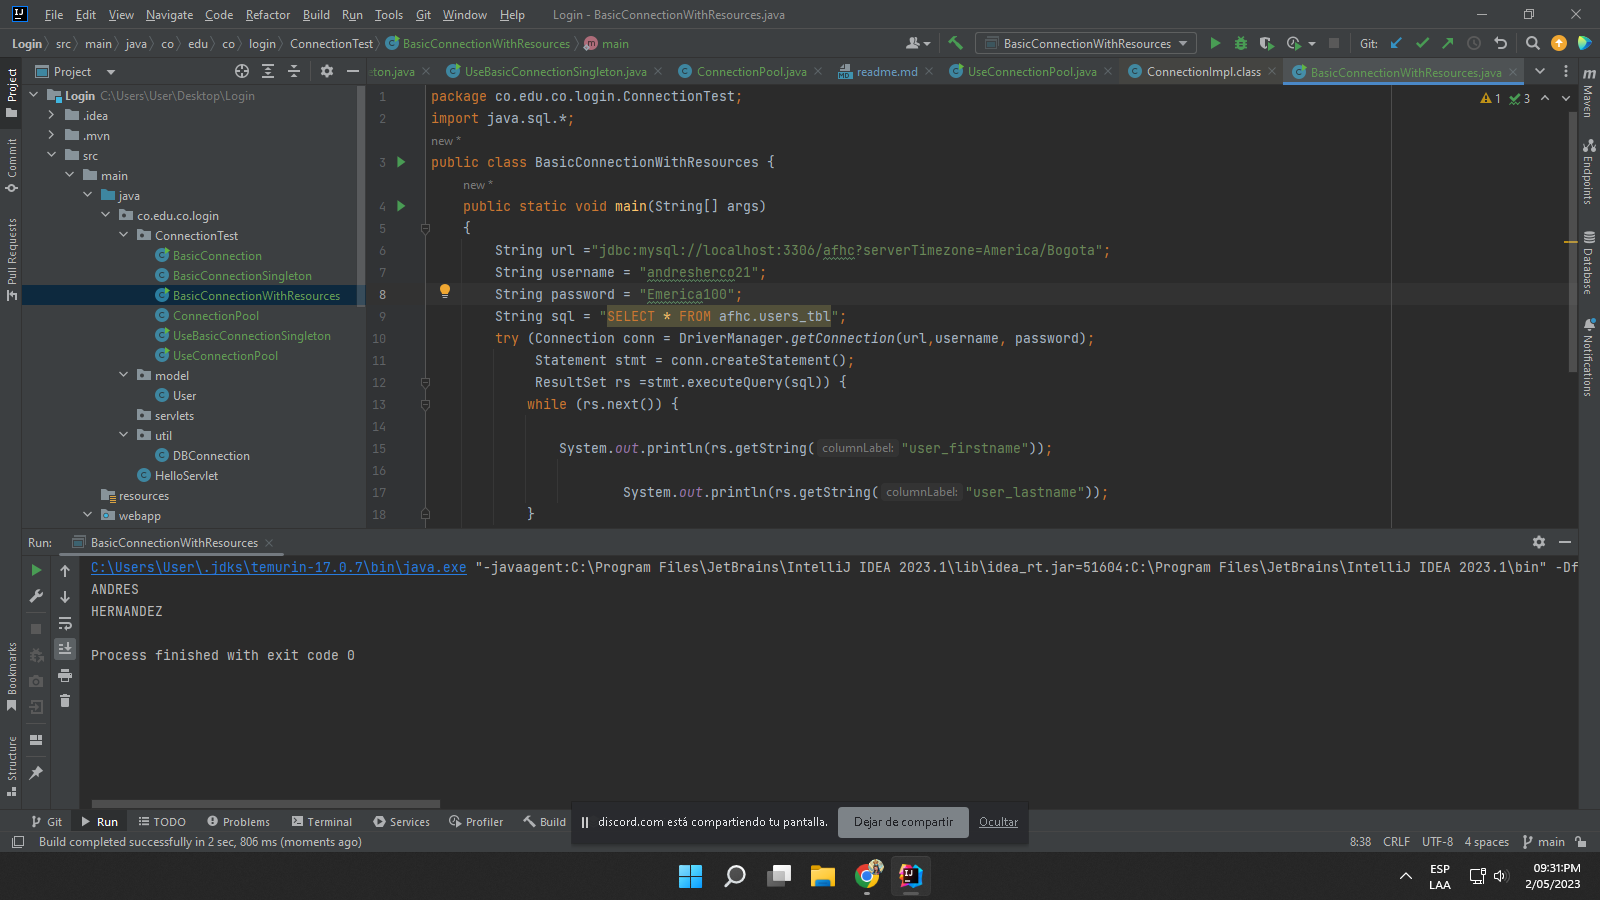 File Edit View Navigate Code Refactor Build Run Tools Git Window Help Login - BasicConnectionWithResources.java
Login src main java co edu co login ConnectionTest BasicConnectionWithResources main
BasicConnectionWithResources Git:
Project
eton.java UseBasicConnectionSingleton.java ConnectionPool.java readme.md UseConnectionPool.java ConnectionImpl.class BasicConnectionWithResources.java
Login C:\Users\User\Desktop\Login
.idea
.mvn
src
main
java
co.edu.co.login
ConnectionTest
BasicConnection
BasicConnectionSingleton
BasicConnectionWithResources
ConnectionPool
UseBasicConnectionSingleton
UseConnectionPool
model
User
servlets
util
DBConnection
HelloServlet
resources
webapp
Project
Commit
Pull Requests
Bookmarks
Structure
1 package co.edu.co.login.ConnectionTest;
2 import java.sql.*;
new *
3 public class BasicConnectionWithResources {
new *
4 public static void main(String[] args)
5 {
6 String url ="jdbc:mysql://localhost:3306/afhc?serverTimezone=America/Bogota";
7 String username = "andresherco21";
8 String password = "Emerica100";
9 String sql = "SELECT * FROM afhc.users_tbl";
10 try (Connection conn = DriverManager.getConnection(url,username, password);
11 Statement stmt = conn.createStatement();
12 ResultSet rs =stmt.executeQuery(sql)) {
13 while (rs.next()) {
14
15 System.out.println(rs.getString( columnLabel: "user_firstname"));
16
17 System.out.println(rs.getString( columnLabel: "user_lastname"));
18 }
1 3
m Maven
Endpoints
Database
Notifications
Run: BasicConnectionWithResources
C:\Users\User\.jdks\temurin-17.0.7\bin\java.exe "-javaagent:C:\Program Files\JetBrains\IntelliJ IDEA 2023.1\lib\idea_rt.jar=51604:C:\Program Files\JetBrains\IntelliJ IDEA 2023.1\bin" -Df
ANDRES
HERNANDEZ
Process finished with exit code 0
Git Run TODO Problems Terminal Services Profiler Build
discord.com está compartiendo tu pantalla. Dejar de compartir Ocultar
Build completed successfully in 2 sec, 806 ms (moments ago)
8:38 CRLF UTF-8 4 spaces main
ESP
LAA
09:31:PM
2/05/2023